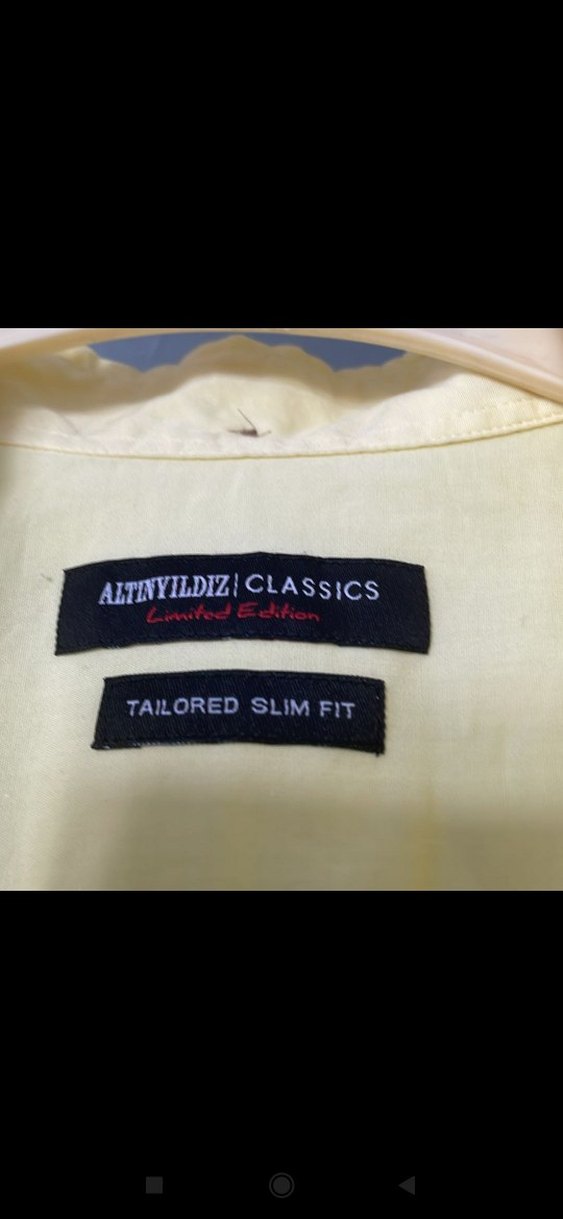 ALTINYILDIZ | CLASSICS
Limited Edition
TAILORED SLIM FIT